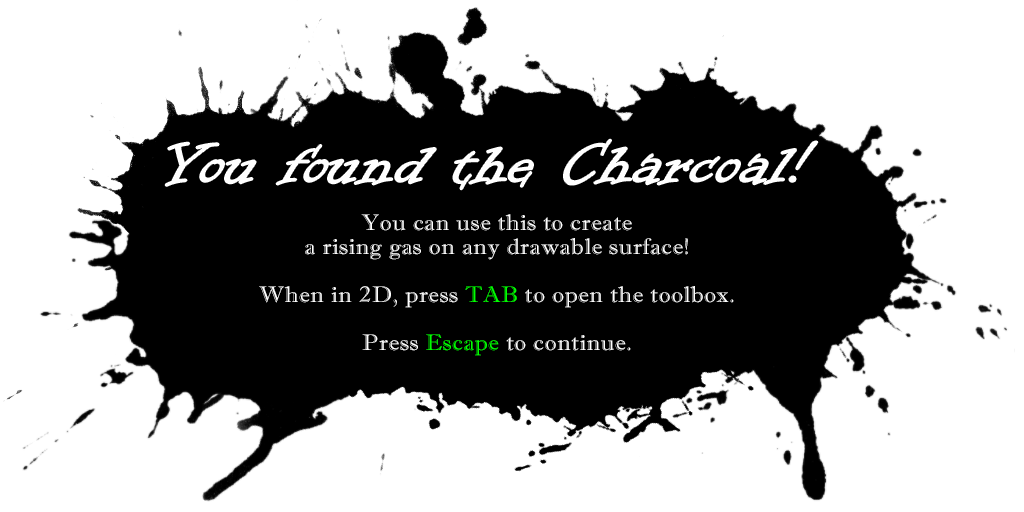 You found the Charcoal!
You can use this to create
a rising gas on any drawable surface!
When in 2D, press TAB to open the toolbox.
Press Escape to continue.